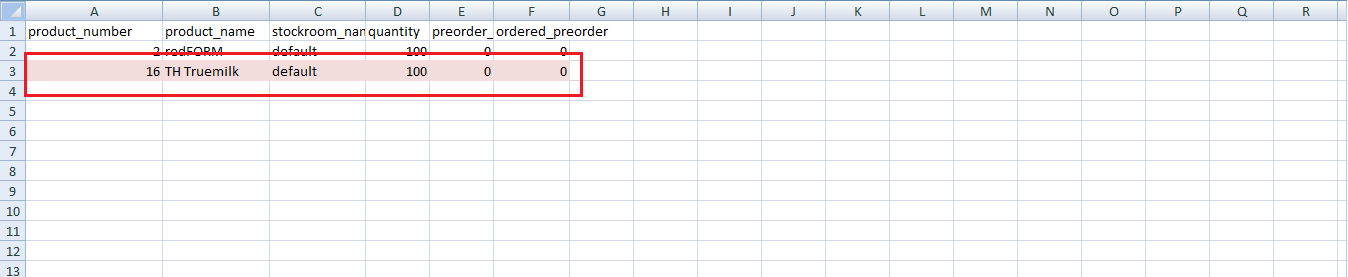 A B C D E F G H I J K L M N O P Q R
1 product_number product_name stockroom_nan quantity preorder_ ordered_preorder
2 2 redFORM default 100 0 0
3 16 TH Truemilk default 100 0 0
4
5
6
7
8
9
10
11
12
13